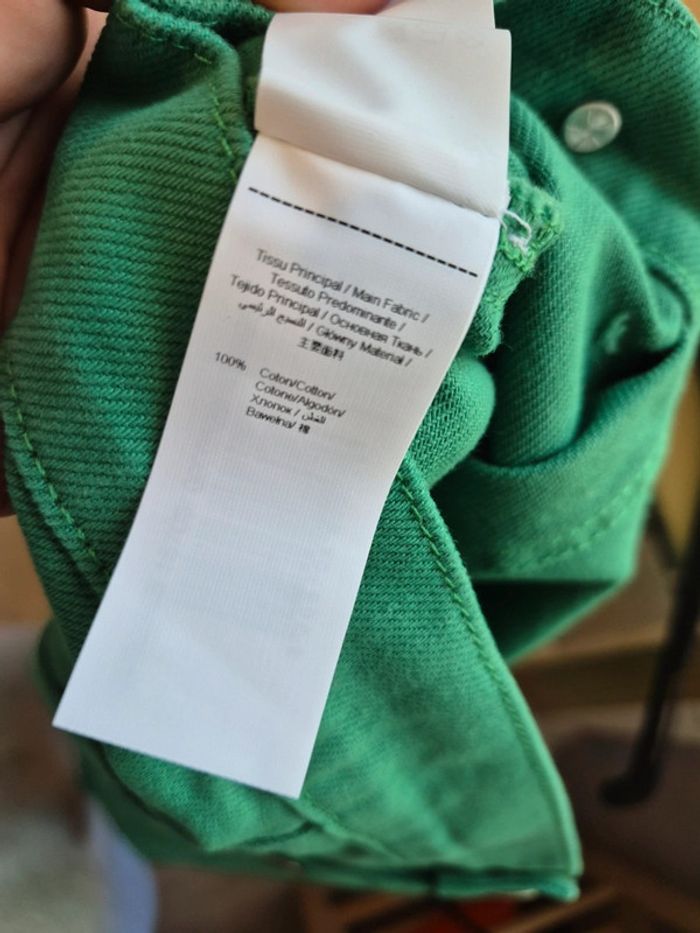 Tissu Principal / Main Fabric /
Tessuto Predominante /
Tejido Principal / Основная Ткань /
النسيج الرئيسي / Główny Material /
主要面料
100% Coton/Cotton/
Cotone/Algodón/
Хлопок / القطن
Bawełna/ 棉